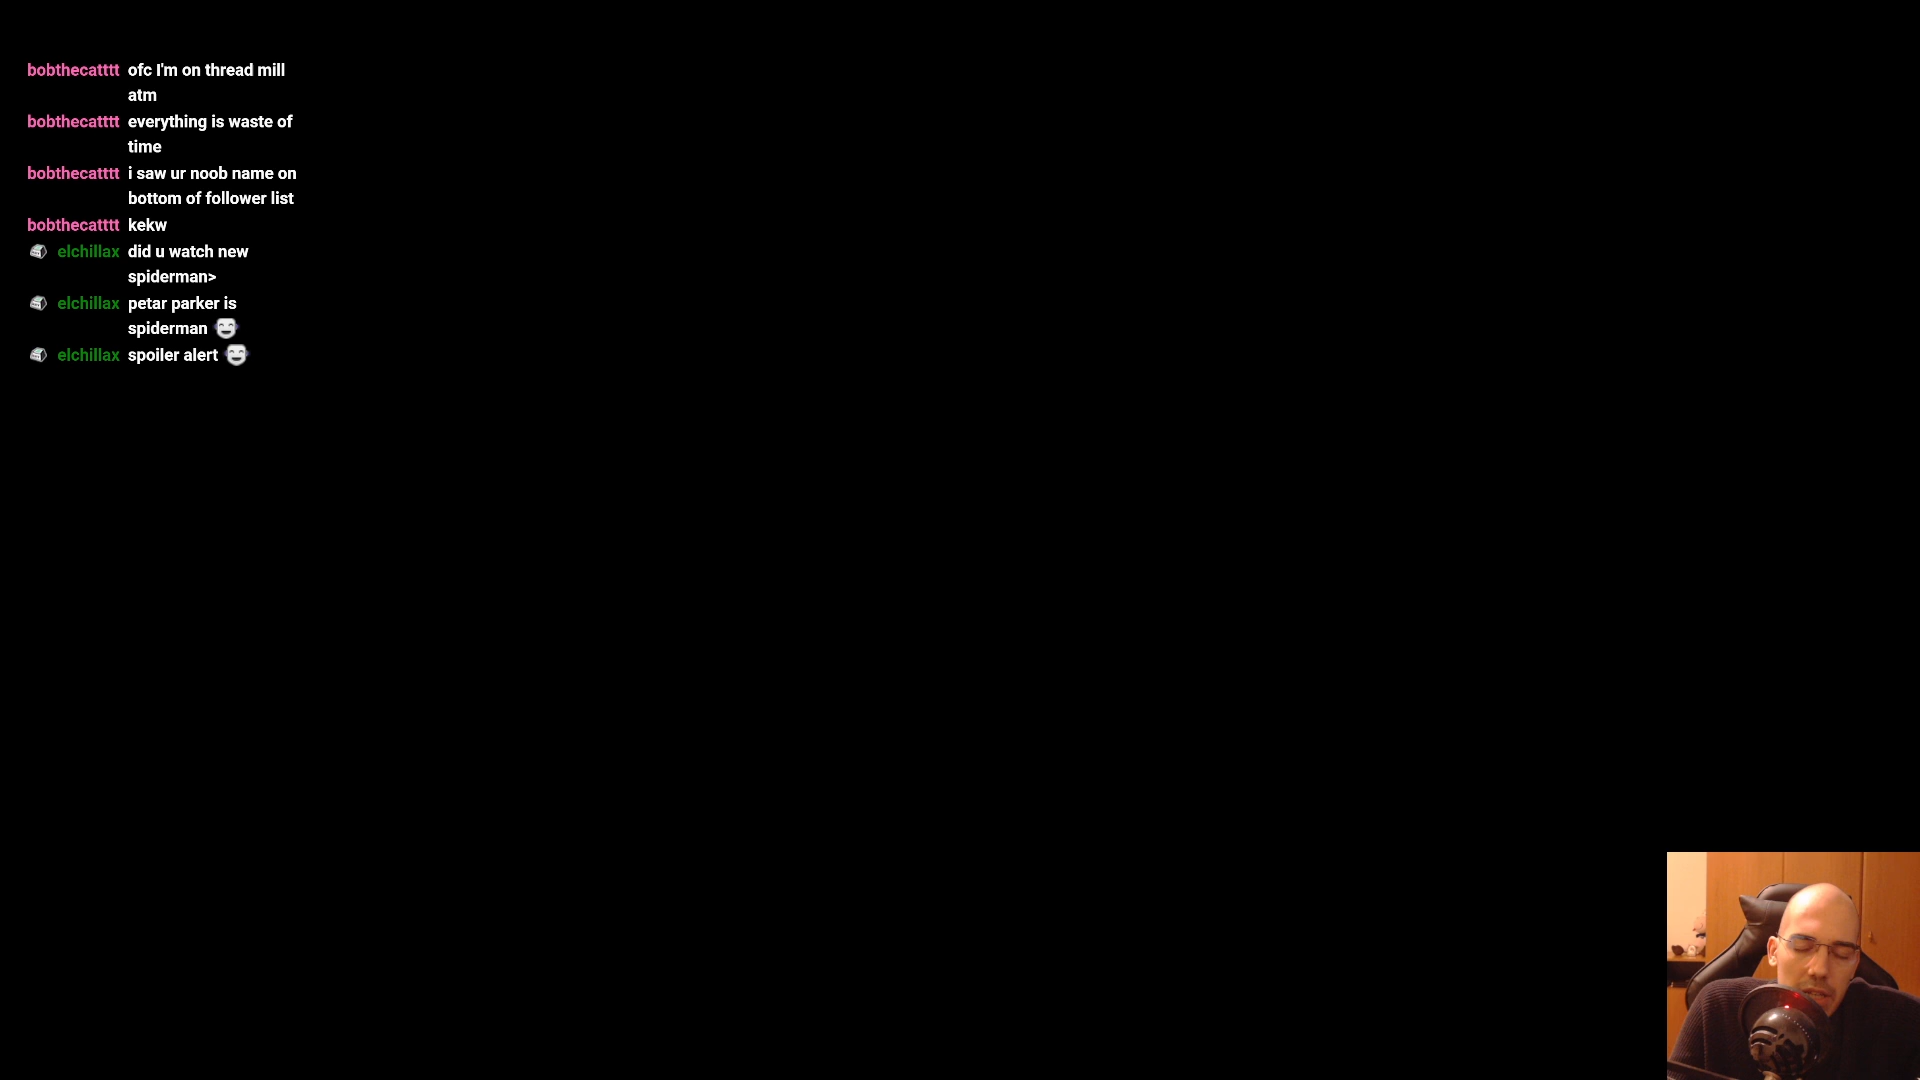 bobthecatttt ofc I'm on thread mill
atm
bobthecatttt everything is waste of
time
bobthecatttt i saw ur noob name on
bottom of follower list
bobthecatttt kekw
elchillax did u watch new
spiderman>
elchillax petar parker is
spiderman
elchillax spoiler alert